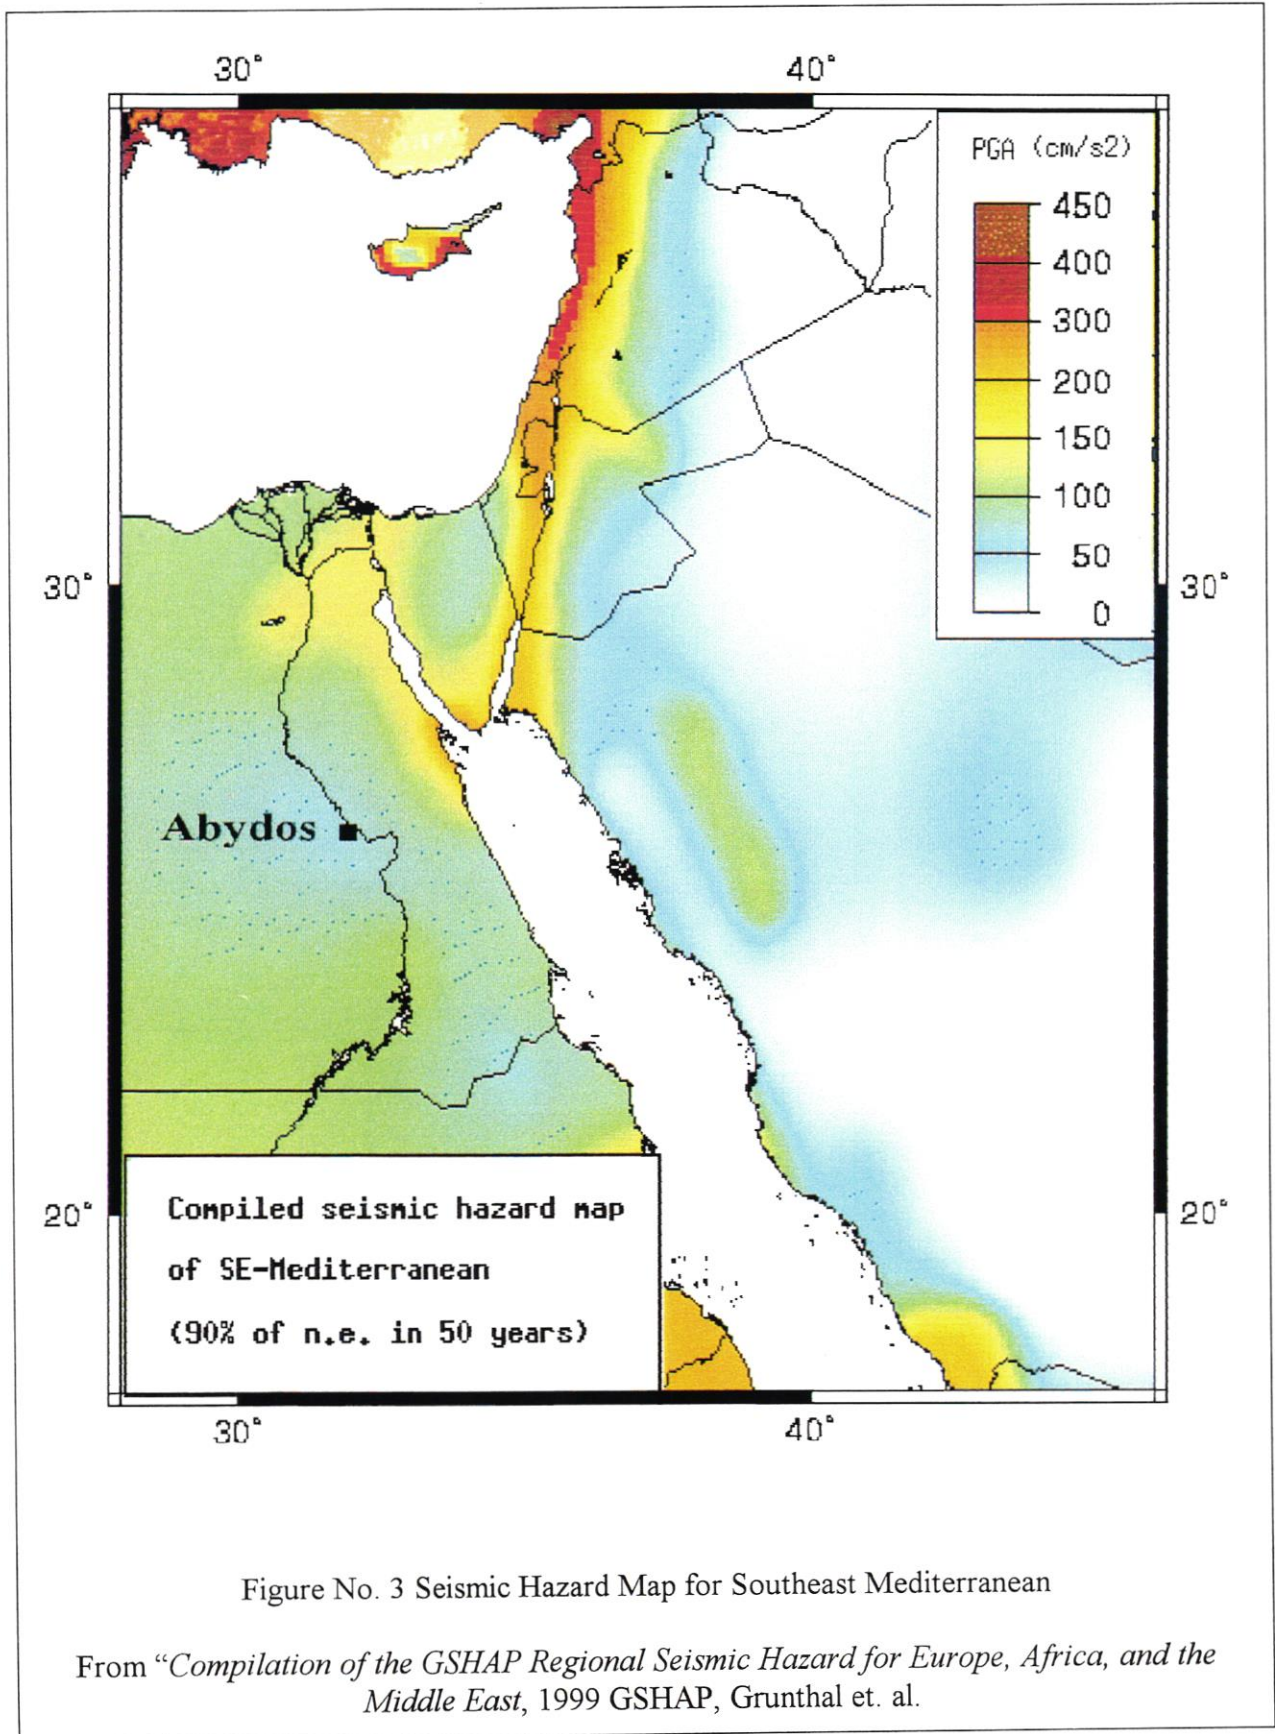 30°
40°
PGA (cm/s2)
450
400
300
200
150
100
50
0
30°
30°
Abydos
20°
20°
Compiled seismic hazard map
of SE-Mediterranean
(90% of n.e. in 50 years)
30°
40°
Figure No. 3 Seismic Hazard Map for Southeast Mediterranean
From “Compilation of the GSHAP Regional Seismic Hazard for Europe, Africa, and the
Middle East, 1999 GSHAP, Grunthal et. al.